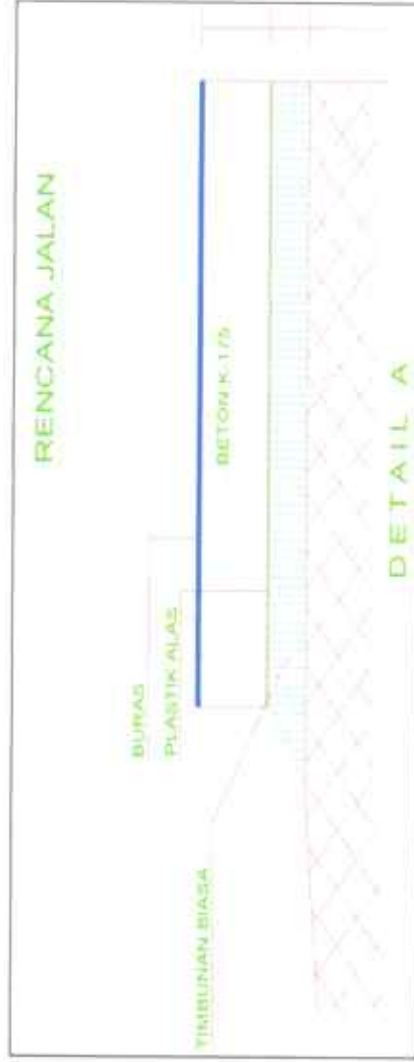 RENCANA JALAN
BURAS
PLASTIK ALAS
TIMBUNAN BIASA
BETON K-175
DETAIL A